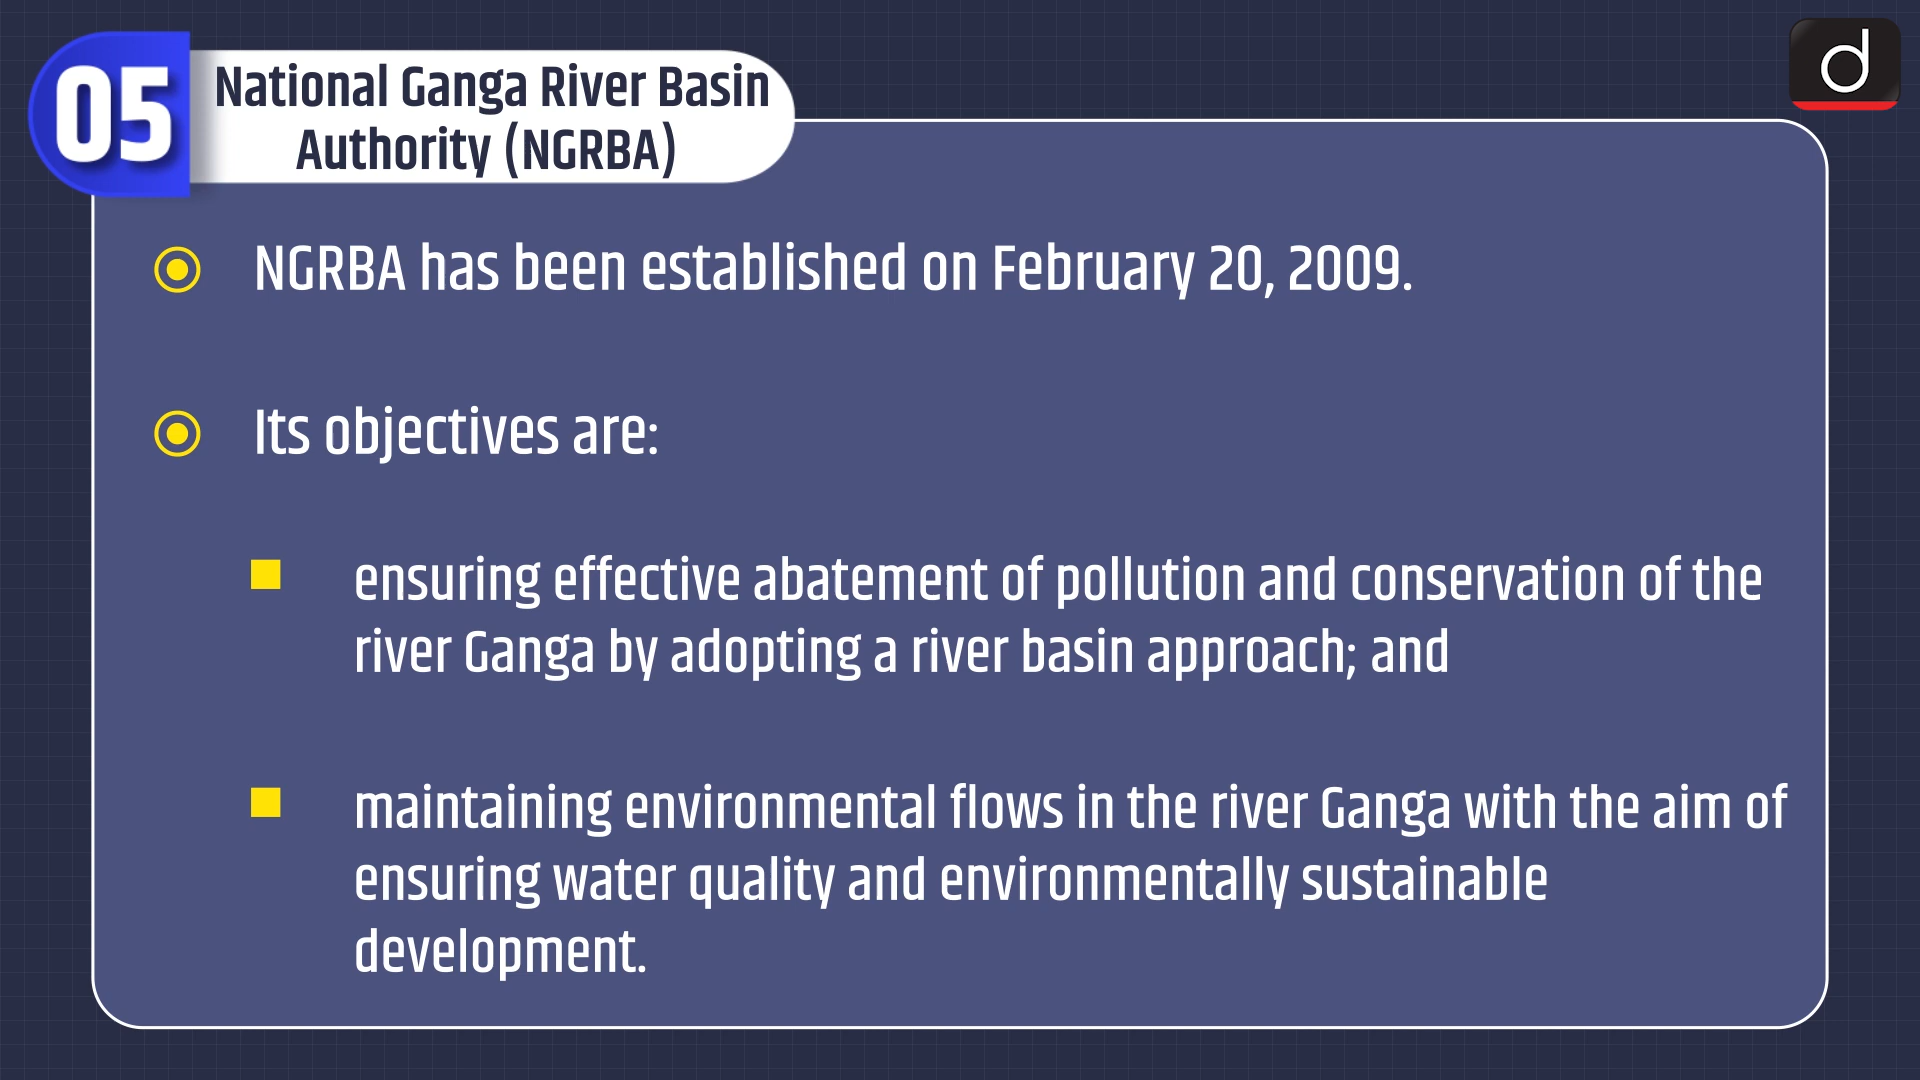 05
National Ganga River Basin
Authority (NGRBA)
d
NGRBA has been established on February 20, 2009.
Its objectives are:
ensuring effective abatement of pollution and conservation of the
river Ganga by adopting a river basin approach; and
maintaining environmental flows in the river Ganga with the aim of
ensuring water quality and environmentally sustainable
development.